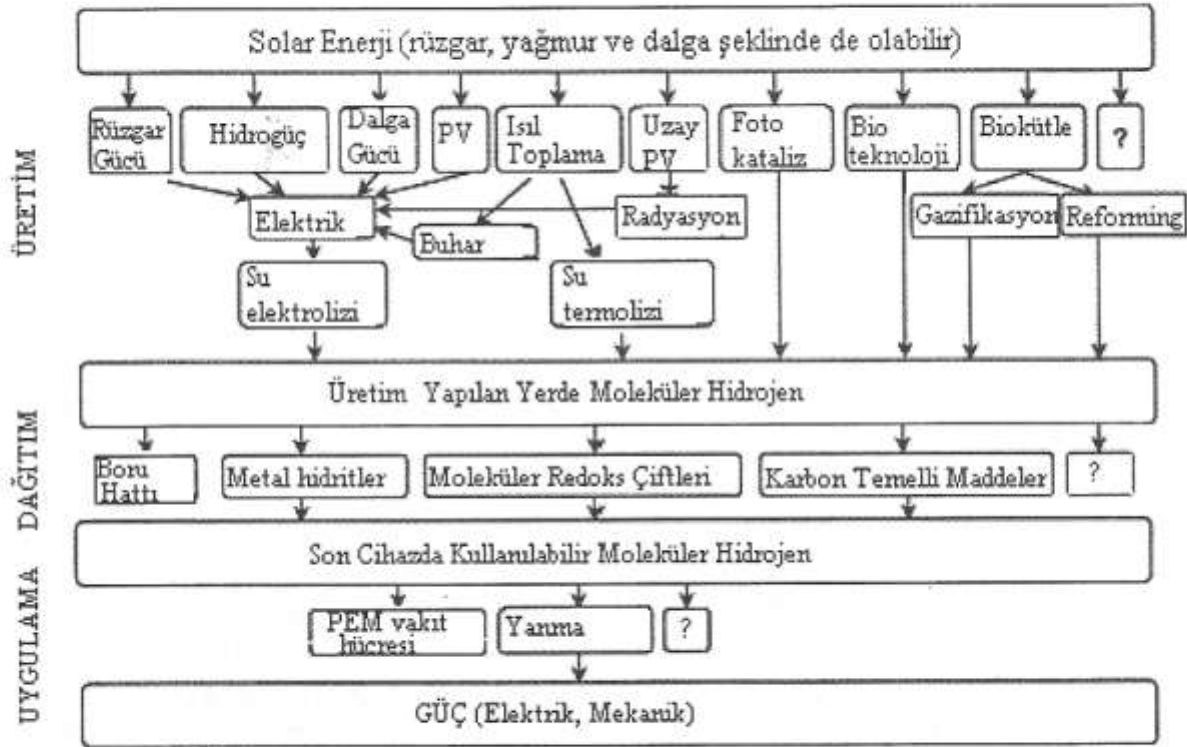 Solar Enerji (rüzgar, yağmur ve dalga şeklinde de olabilir)
Rüzgar
Gücü
Hidrogüç
Dalga
Gücü
PV
Isıl
Toplama
Uzay
PV
Foto
kataliz
Bio
teknoloji
Biokütle
?
ÜRETİM
Elektrik
Buhar
Radyasyon
Gazifikasyon
Reforming
Su
elektrolizi
Su
termolizi
Üretim Yapılan Yerde Moleküler Hidrojen
DAĞITIM
Boru
Hattı
Metal hidritler
Moleküler Redoks Çiftleri
Karbon Temelli Maddeler
?
Son Cihazda Kullanılabilir Moleküler Hidrojen
UYGULAMA
PEM vakıt
hücresi
Yanma
?
GÜÇ (Elektrik, Mekanik)